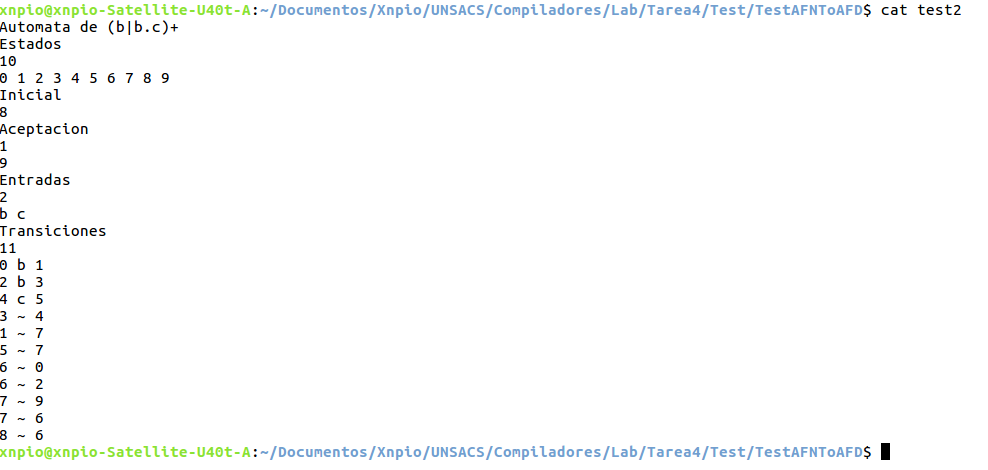 xnpio@xnpio-Satellite-U40t-A:~/Documentos/Xnpio/UNSACS/Compiladores/Lab/Tarea4/Test/TestAFNToAFD$ cat test2
Automata de (b|b.c)+
Estados
10
0 1 2 3 4 5 6 7 8 9
Inicial
8
Aceptacion
1
9
Entradas
2
b c
Transiciones
11
0 b 1
2 b 3
4 c 5
3 ~ 4
1 ~ 7
5 ~ 7
6 ~ 0
6 ~ 2
7 ~ 9
7 ~ 6
8 ~ 6
xnpio@xnpio-Satellite-U40t-A:~/Documentos/Xnpio/UNSACS/Compiladores/Lab/Tarea4/Test/TestAFNToAFD$